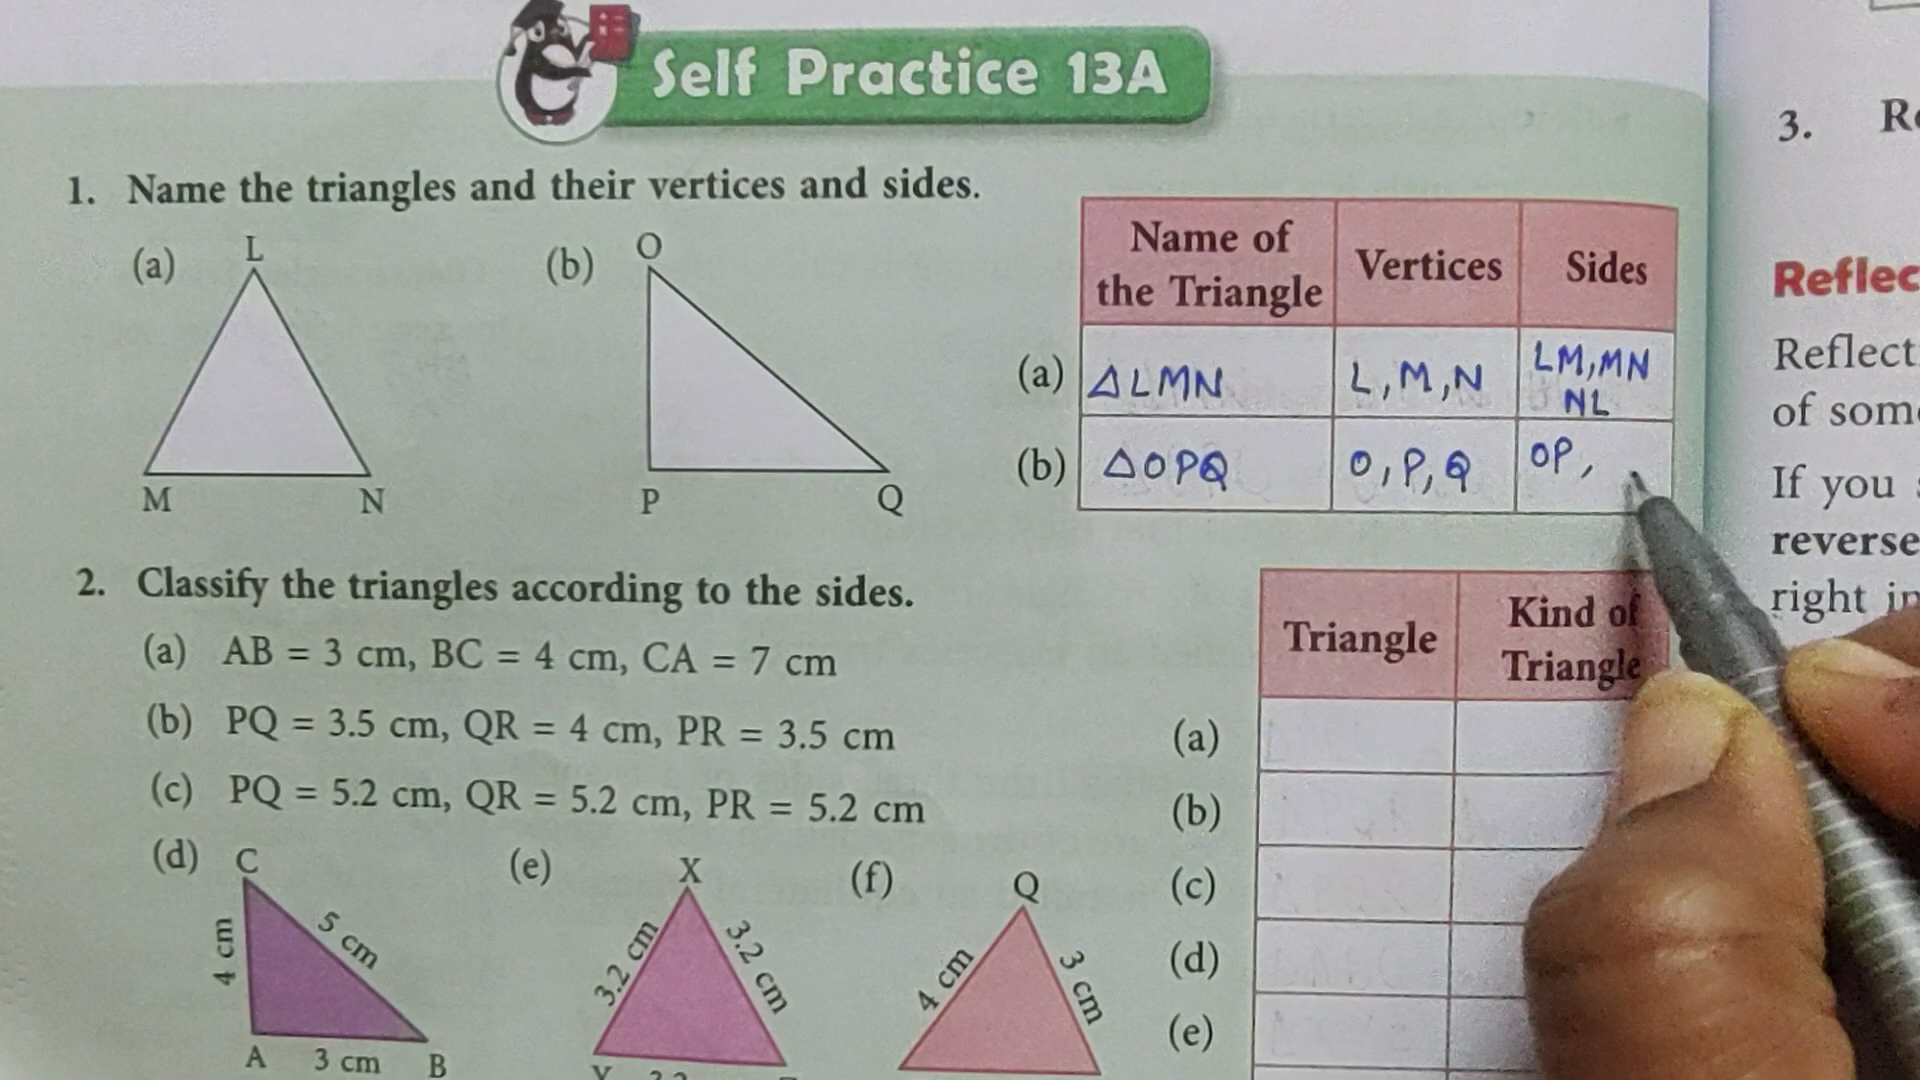 Self Practice 13A
1. Name the triangles and their vertices and sides.
(a) L M N
(b) O P Q
Name of the Triangle Vertices Sides
(a) △LMN L,M,N LM,MN NL
(b) △OPQ O,P,Q OP,
2. Classify the triangles according to the sides.
(a) AB = 3 cm, BC = 4 cm, CA = 7 cm
(b) PQ = 3.5 cm, QR = 4 cm, PR = 3.5 cm
(c) PQ = 5.2 cm, QR = 5.2 cm, PR = 5.2 cm
(d) C 4 cm 5 cm A 3 cm B
(e) X 3.2 cm 3.2 cm
(f) Q 4 cm 3 cm
Triangle Kind of Triangle
(a)
(b)
(c)
(d)
(e)
3.
Reflect
of some
If you
reverse
right in